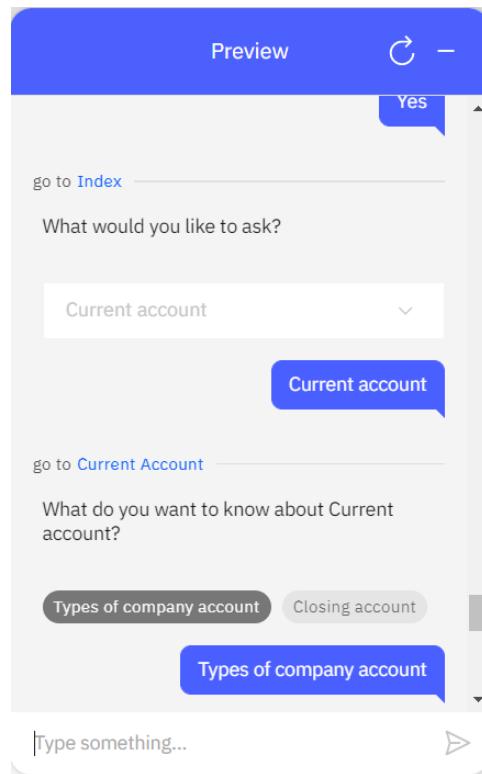 Preview
Yes
go to Index
What would you like to ask?
Current account
Current account
go to Current Account
What do you want to know about Current
account?
Types of company account Closing account
Types of company account
Type something...